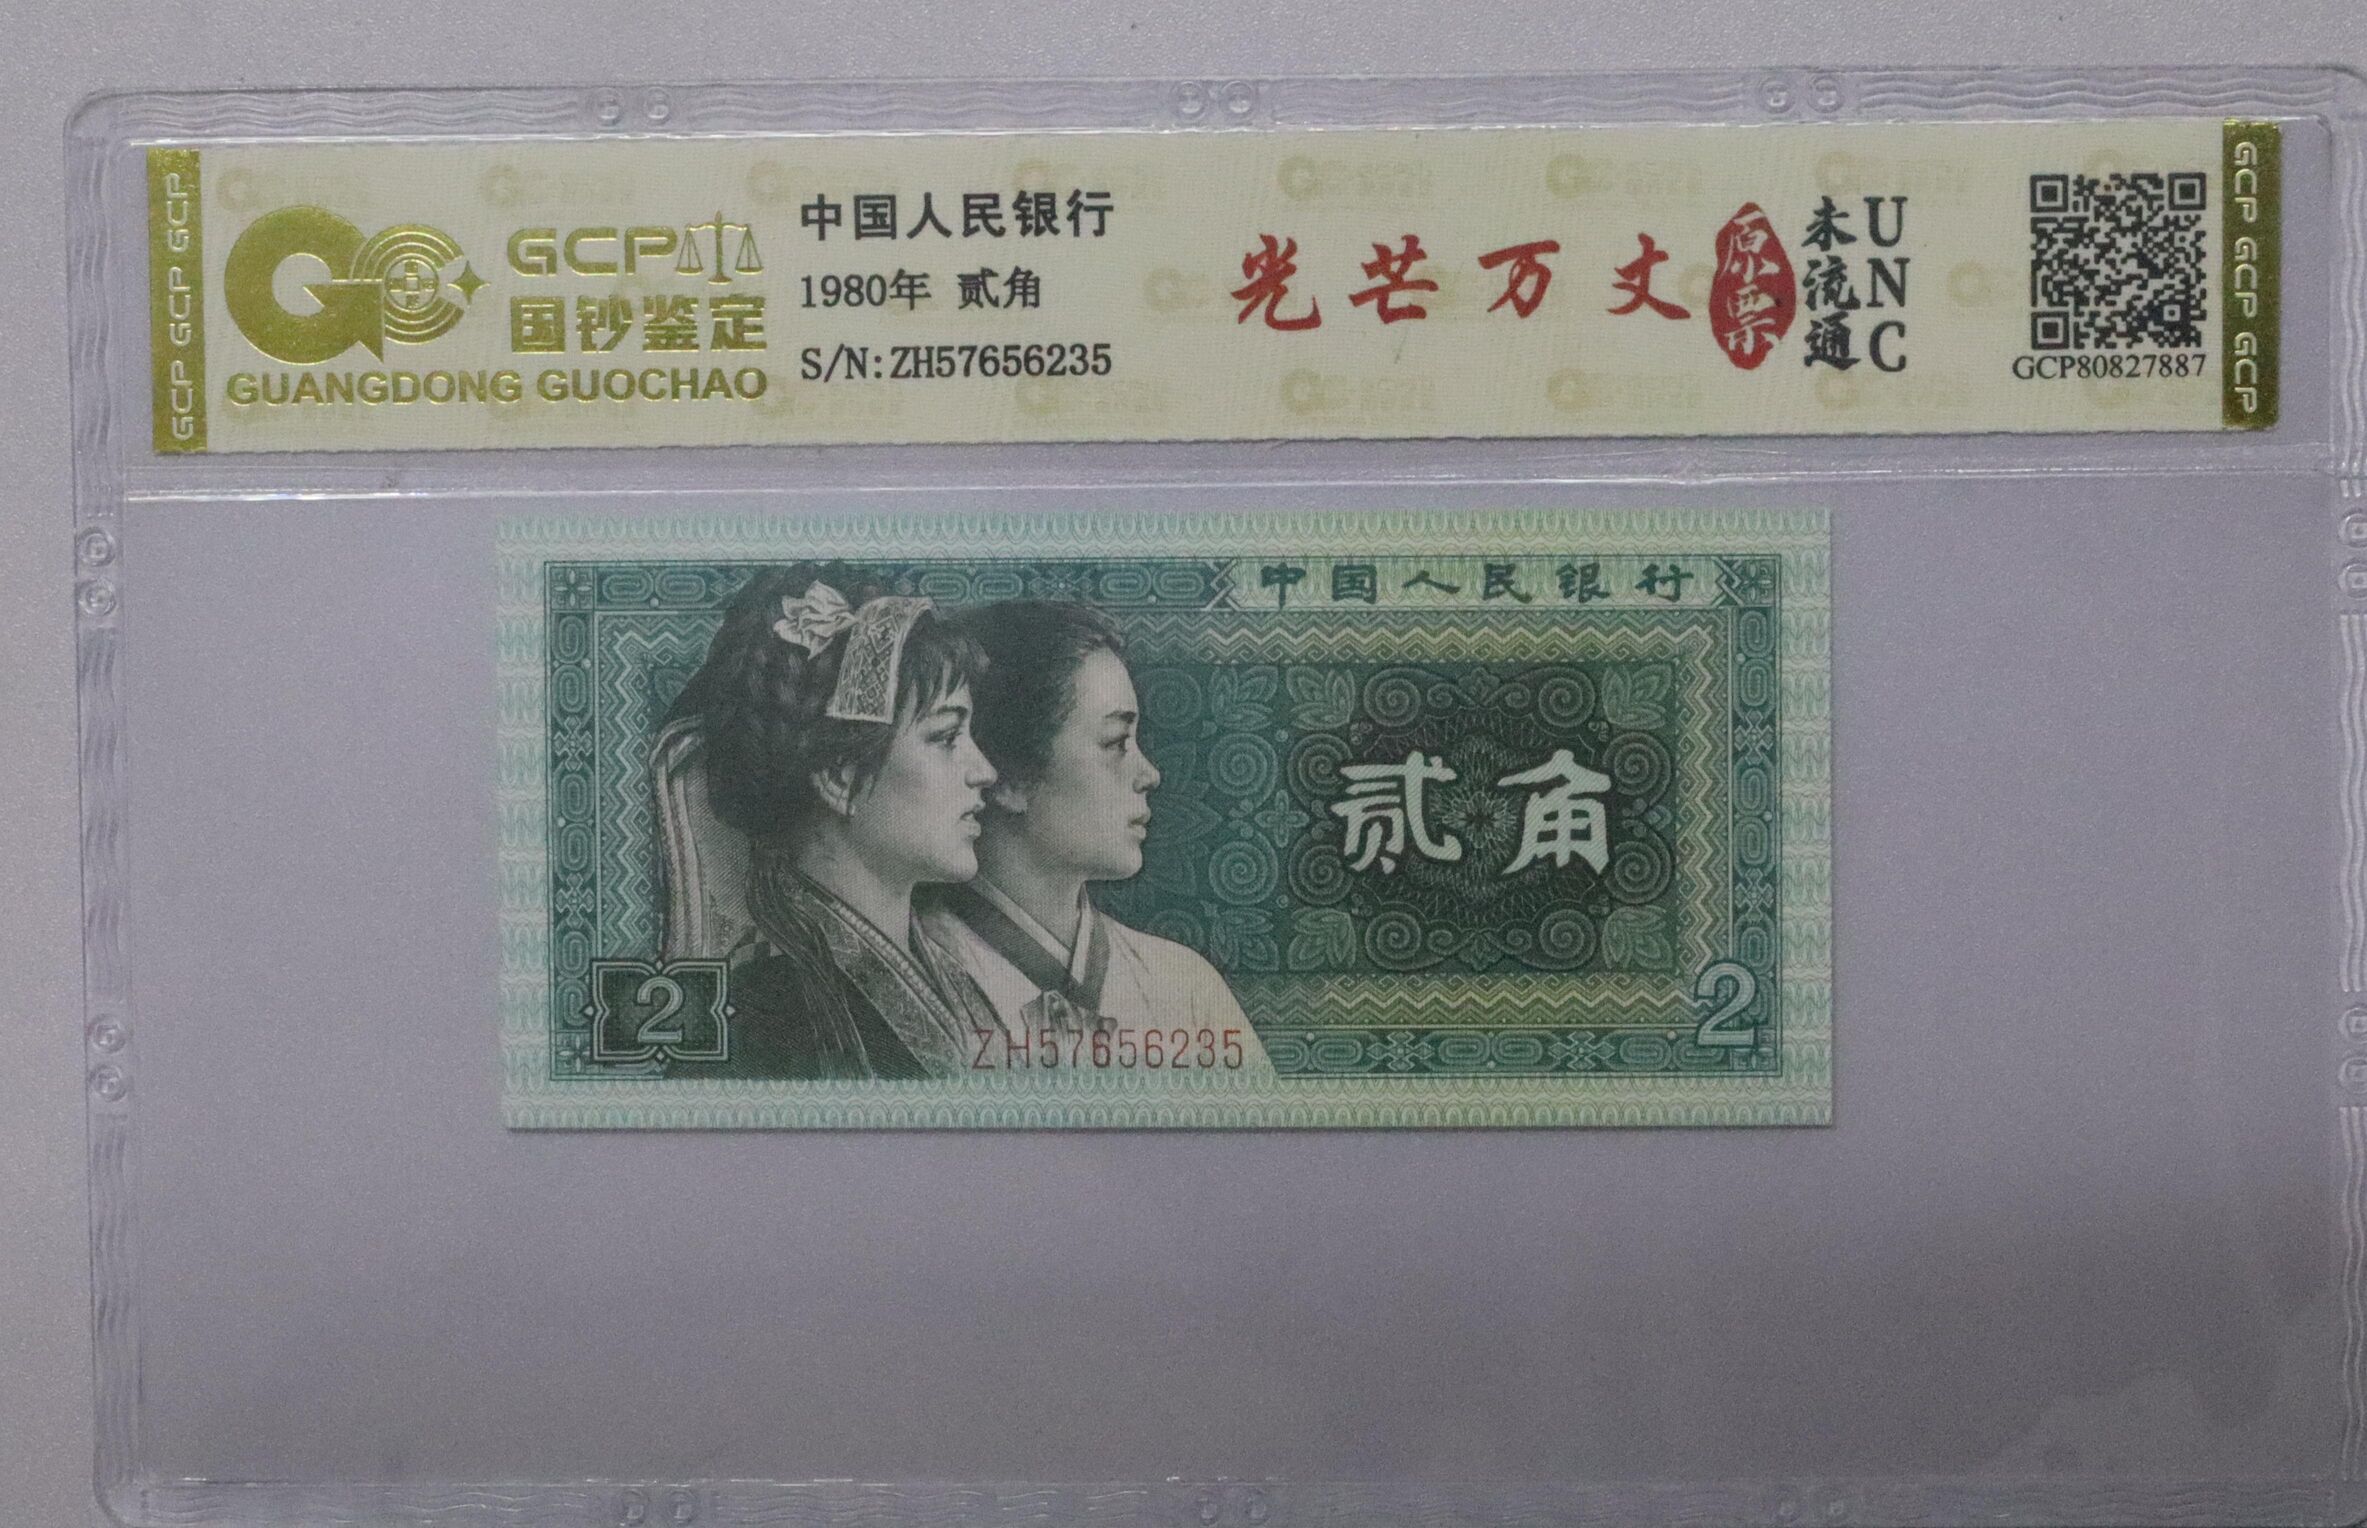 GCP GCP GCP
GCP
国钞鉴定
GUANGDONG GUOCHAO
中国人民银行
1980年 贰角
S/N:ZH57656235
光芒万丈
原票
未流通
UNC
GCP80827887
GCP GCP GCP
中国人民银行
贰角
2
2
ZH57656235